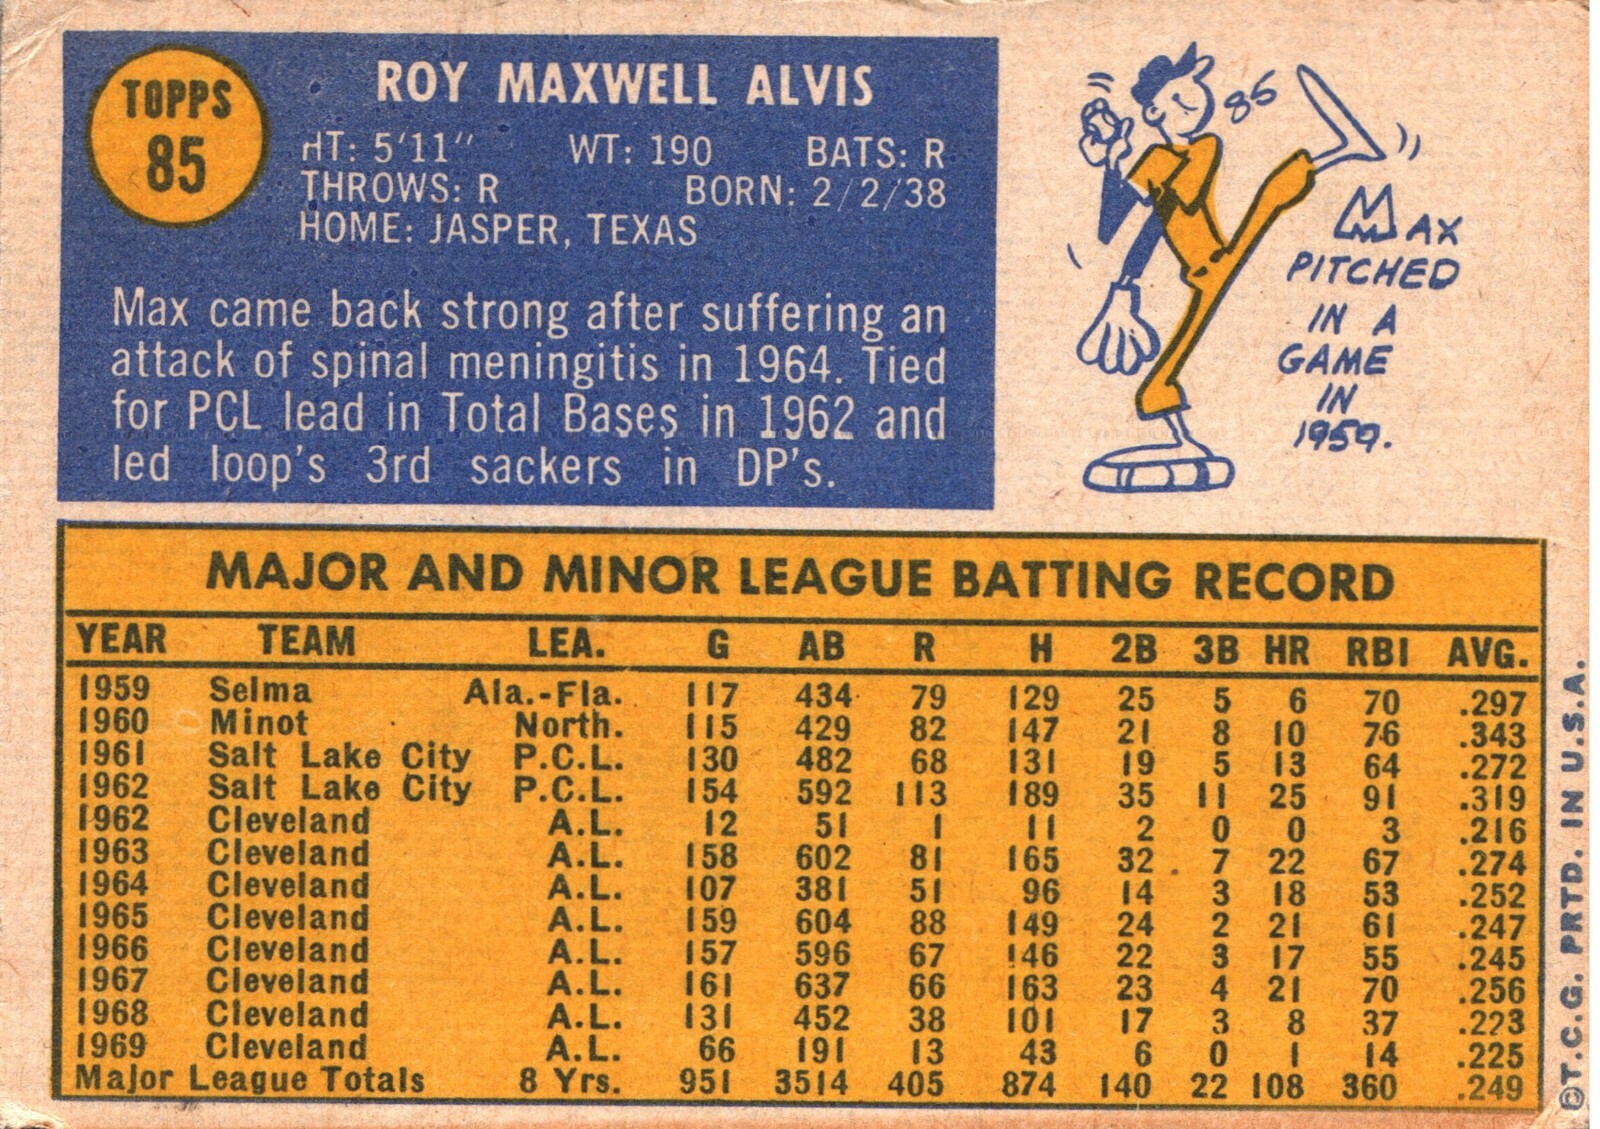 TOPPS
85
ROY MAXWELL ALVIS
HT: 5'11" WT: 190 BATS: R
THROWS: R BORN: 2/2/38
HOME: JASPER, TEXAS
Max came back strong after suffering an
attack of spinal meningitis in 1964. Tied
for PCL lead in Total Bases in 1962 and
led loop's 3rd sackers in DP's.
85
MAX
PITCHED
IN A
GAME
IN
1959.
MAJOR AND MINOR LEAGUE BATTING RECORD
YEAR TEAM LEA. G AB R H 2B 3B HR RBI AVG.
1959 Selma Ala.-Fla. 117 434 79 129 25 5 6 70 .297
1960 Minot North. 115 429 82 147 21 8 10 76 .343
1961 Salt Lake City P.C.L. 130 482 68 131 19 5 13 64 .272
1962 Salt Lake City P.C.L. 154 592 113 189 35 11 25 91 .319
1962 Cleveland A.L. 12 51 1 11 2 0 0 3 .216
1963 Cleveland A.L. 158 602 81 165 32 7 22 67 .274
1964 Cleveland A.L. 107 381 51 96 14 3 18 53 .252
1965 Cleveland A.L. 159 604 88 149 24 2 21 61 .247
1966 Cleveland A.L. 157 596 67 146 22 3 17 55 .245
1967 Cleveland A.L. 161 637 66 163 23 4 21 70 .256
1968 Cleveland A.L. 131 452 38 101 17 3 8 37 .223
1969 Cleveland A.L. 66 191 13 43 6 0 1 14 .225
Major League Totals 8 Yrs. 951 3514 405 874 140 22 108 360 .249
©T.C.G. PRTD. IN U.S.A.